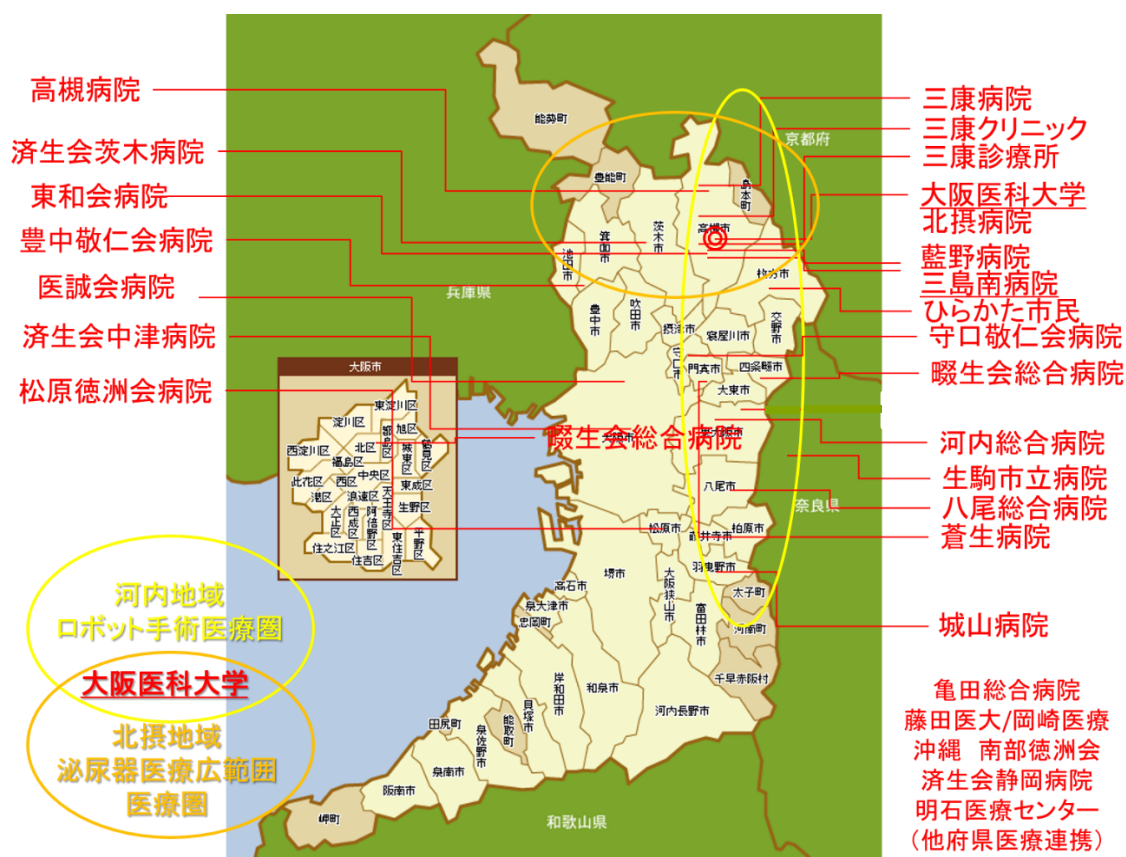 高槻病院
済生会茨木病院
東和会病院
豊中敬仁会病院
医誠会病院
済生会中津病院
松原徳洲会病院
三康病院
三康クリニック
三康診療所
大阪医科大学
北摂病院
藍野病院
三島南病院
ひらかた市民
守口敬仁会病院
畷生会総合病院
河内総合病院
生駒市立病院
八尾総合病院
蒼生病院
城山病院
亀田総合病院
藤田医大/岡崎医療
沖縄 南部徳洲会
済生会静岡病院
明石医療センター
(他府県医療連携)
京都府
兵庫県
奈良県
和歌山県
能勢町
豊能町
島本町
高槻市
茨木市
箕面市
池田市
枚方市
豊中市
吹田市
摂津市
寝屋川市
交野市
守口市
門真市
四条畷市
大東市
畷生会総合病院
八尾市
松原市
柏原市
藤井寺市
羽曳野市
堺市
大阪狭山市
富田林市
太子町
河南町
千早赤阪村
高石市
泉大津市
忠岡町
岸和田市
和泉市
河内長野市
貝塚市
熊取町
田尻町
泉佐野市
泉南市
阪南市
岬町
大阪市
東淀川区
淀川区
旭区
都島区
西淀川区
北区
城東区
鶴見区
福島区
此花区
西区
中央区
東成区
港区
浪速区
天王寺区
生野区
大正区
西成区
阿倍野区
東住吉区
平野区
住之江区
住吉区
河内地域
ロボット手術医療圏
大阪医科大学
北摂地域
泌尿器医療広範囲
医療圏